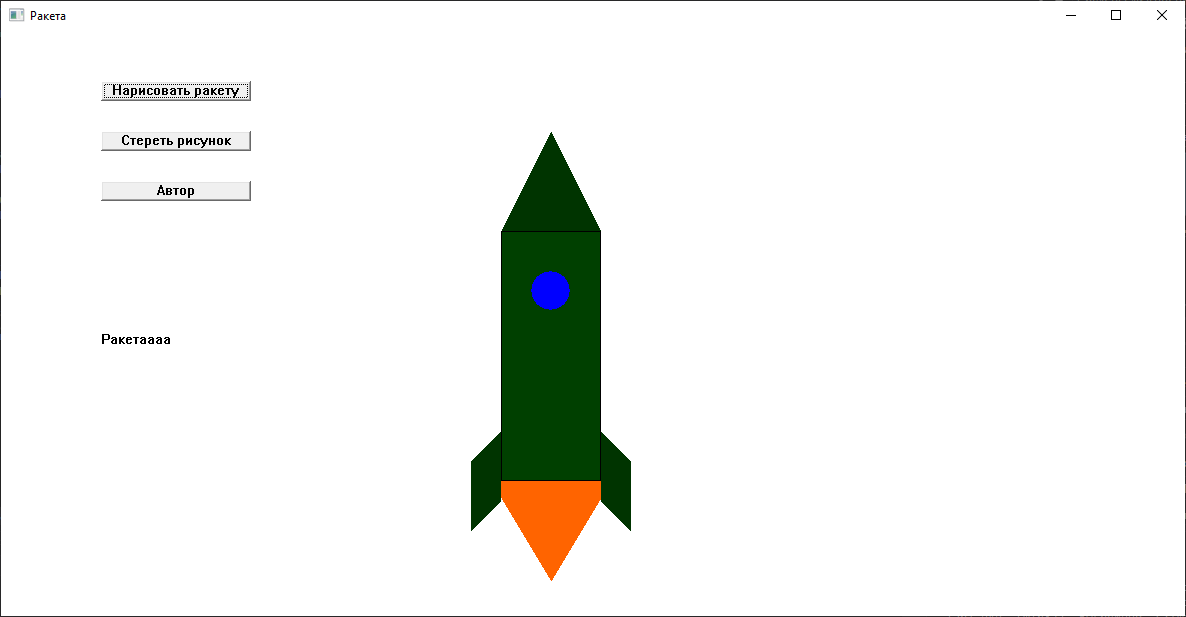 Ракета
Нарисовать ракету
Стереть рисунок
Автор
Ракетаааа